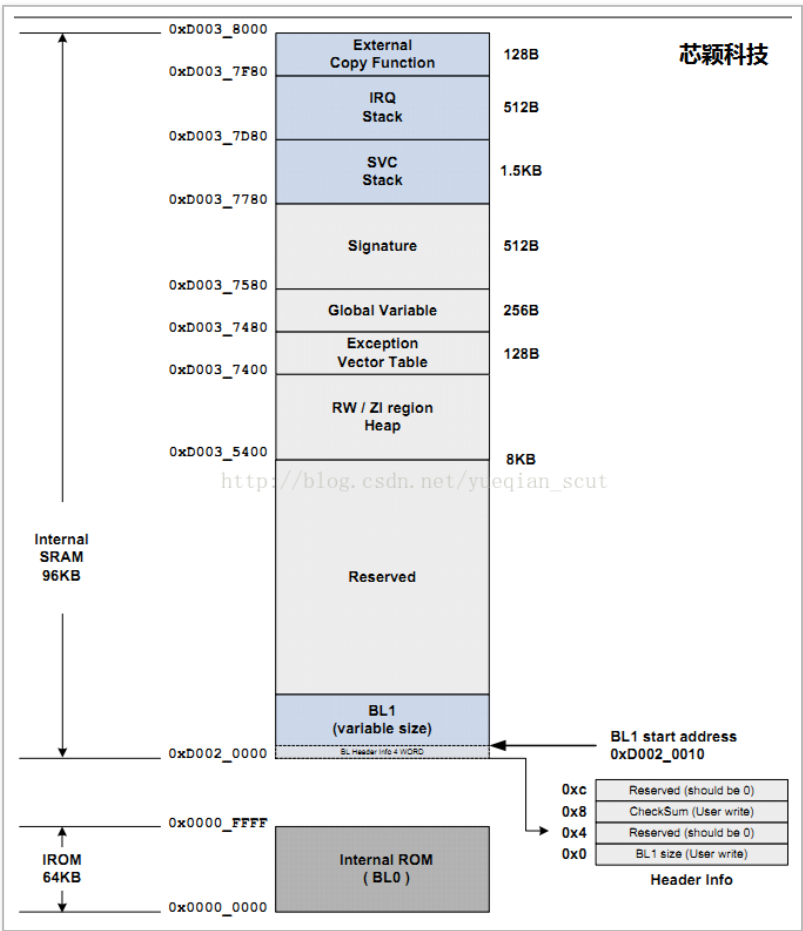 芯颖科技
0xD003_8000
External
Copy Function
128B
0xD003_7F80
IRQ
Stack
512B
0xD003_7D80
SVC
Stack
1.5KB
0xD003_7780
Signature
512B
0xD003_7580
Global Variable
256B
0xD003_7480
Exception
Vector Table
128B
0xD003_7400
RW / ZI region
Heap
0xD003_5400
8KB
http://blog.csdn.net/yueqian_scut
Internal
SRAM
96KB
Reserved
BL1
(variable size)
BL Header Info 4 WORD
BL1 start address
0xD002_0010
0xD002_0000
0xc Reserved (should be 0)
0x8 CheckSum (User write)
0x4 Reserved (should be 0)
0x0 BL1 size (User write)
Header Info
0x0000_FFFF
IROM
64KB
Internal ROM
( BL0 )
0x0000_0000